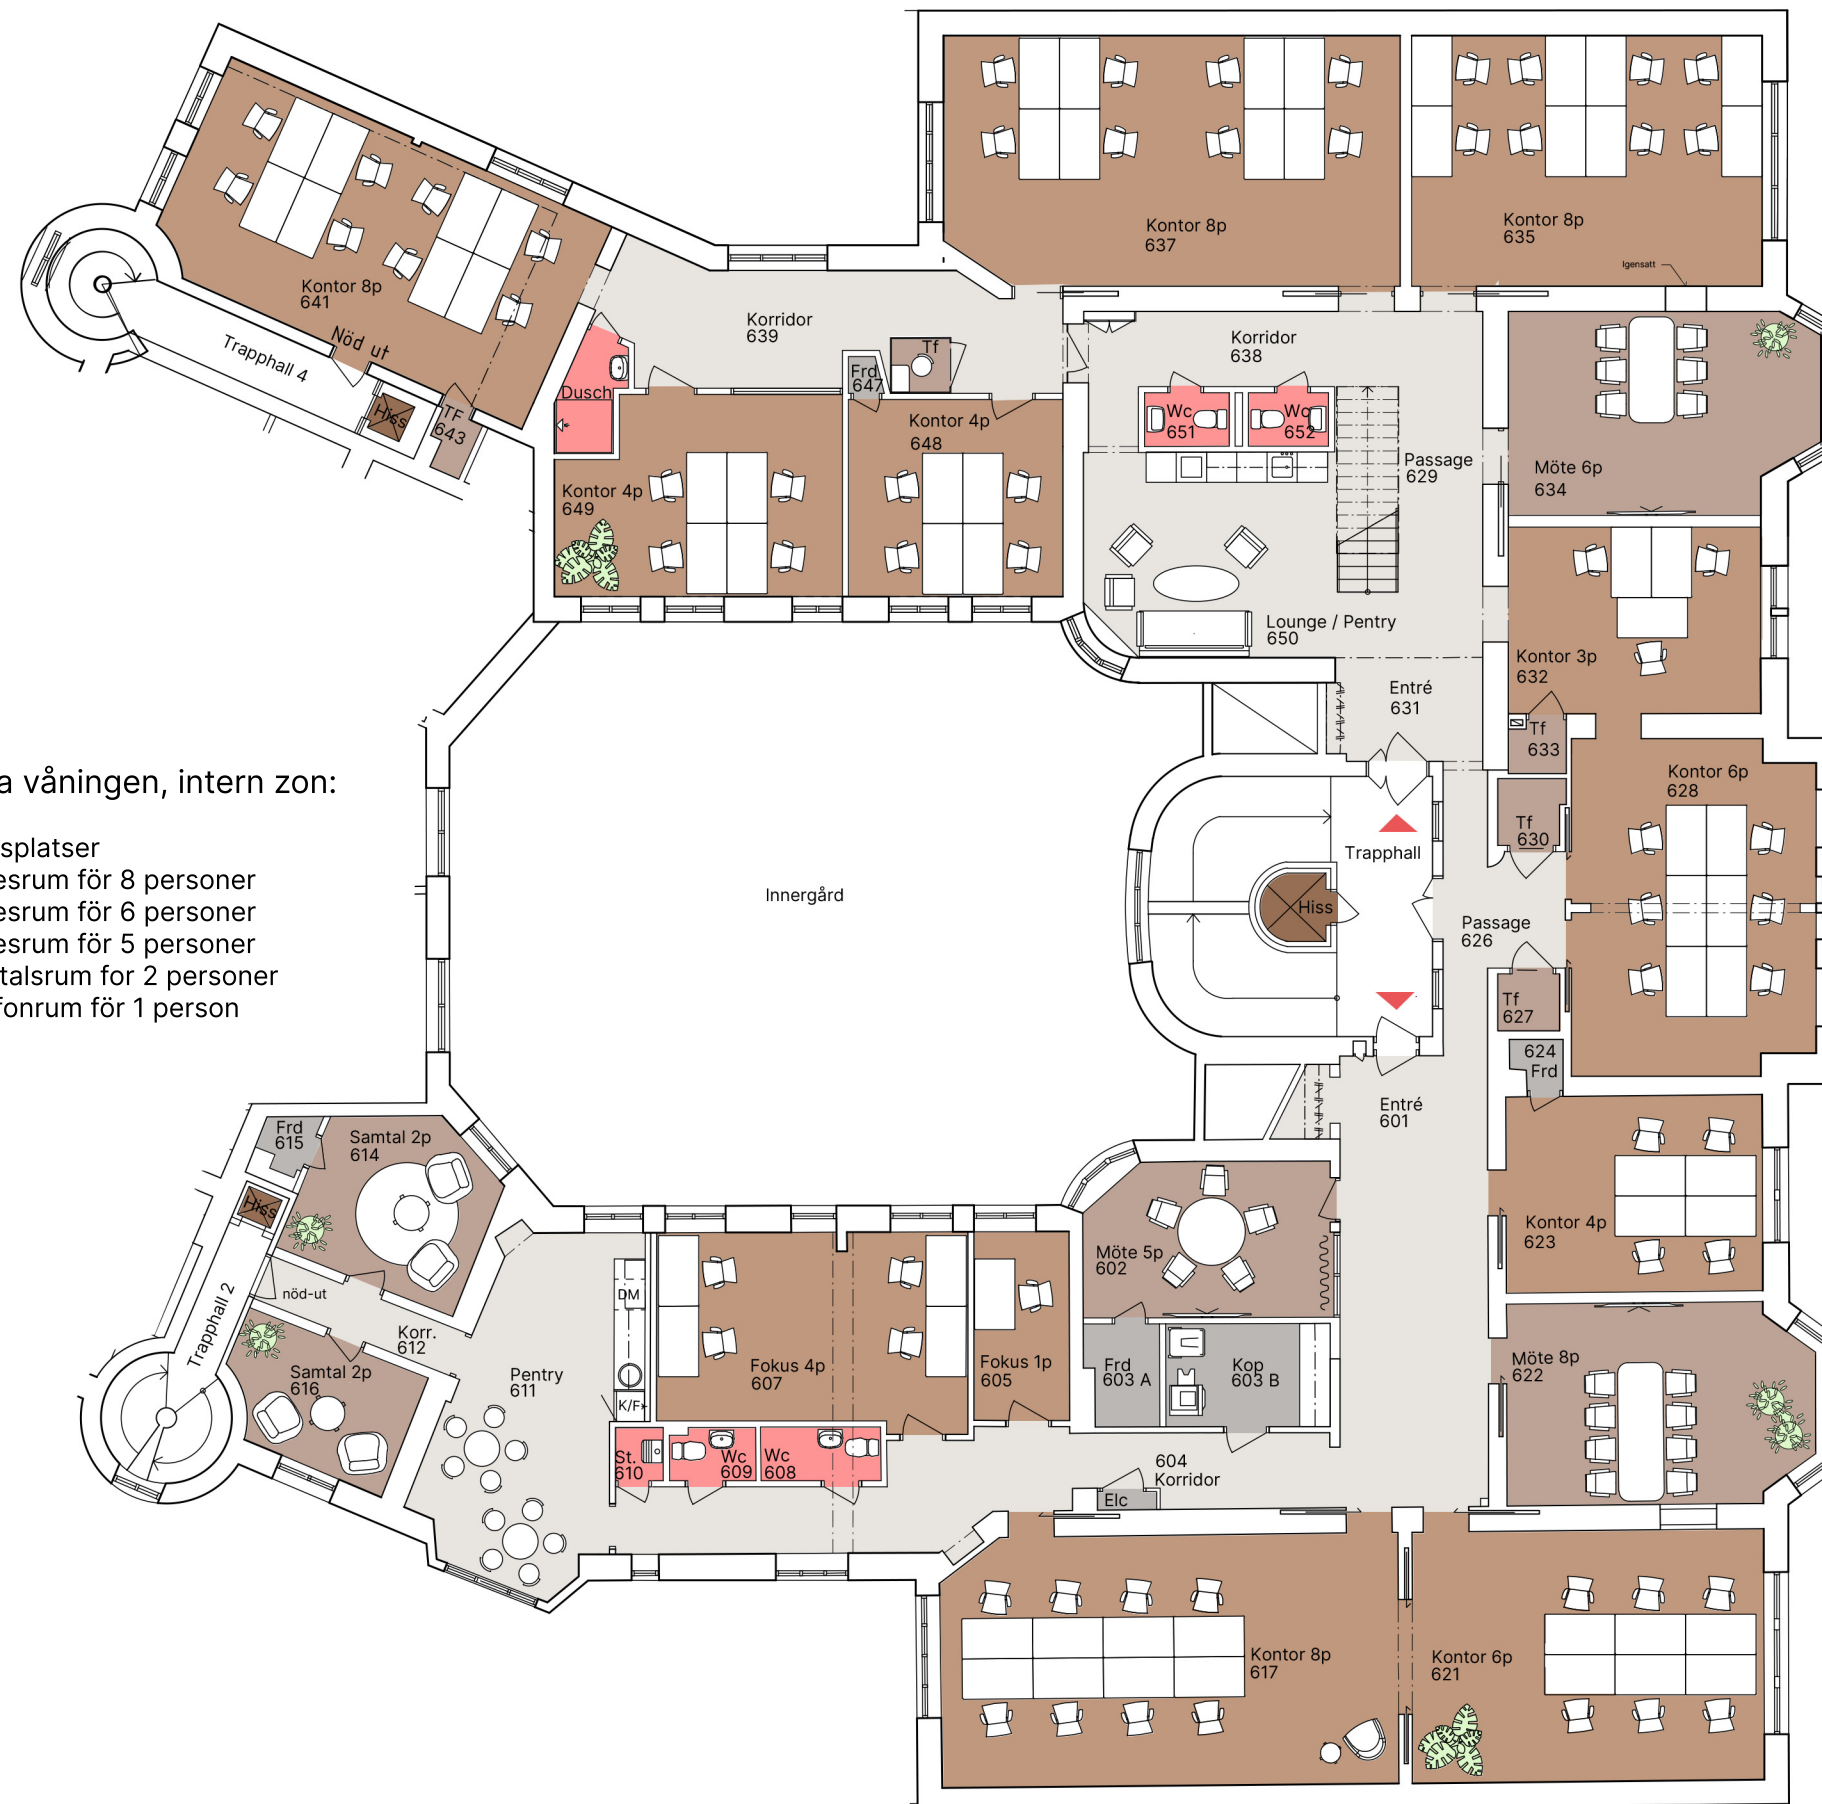 Kontor 8p
637
Kontor 8p
635
Igensatt
Kontor 8p
641
Nöd ut
Trapphall 4
Hiss
TF
643
Korridor
639
Tf
Frd
647
Dusch
Korridor
638
Wc
651
Wc
652
Kontor 4p
648
Kontor 4p
649
Passage
629
Möte 6p
634
Lounge / Pentry
650
Kontor 3p
632
Entré
631
Tf
633
Kontor 6p
628
Tf
630
Trapphall
Hiss
Passage
626
Tf
627
624
Frd
Innergård
a våningen, intern zon:
splatser
esrum för 8 personer
esrum för 6 personer
esrum för 5 personer
talsrum for 2 personer
fonrum för 1 person
Entré
601
Frd
615
Samtal 2p
614
Hiss
Trapphall 2
nöd-ut
Korr.
612
Samtal 2p
616
Pentry
611
DM
K/F
Fokus 4p
607
Fokus 1p
605
Möte 5p
602
Frd
603 A
Kop
603 B
Kontor 4p
623
Möte 8p
622
St.
610
Wc
609
Wc
608
604
Korridor
Elc
Kontor 8p
617
Kontor 6p
621